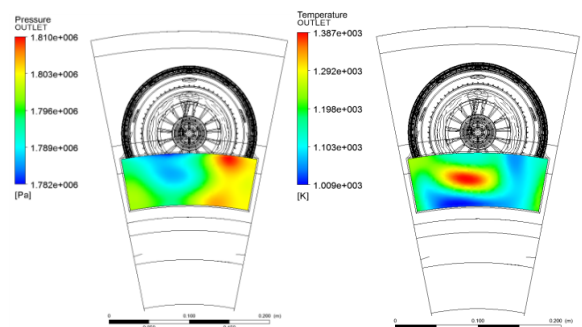 Pressure
OUTLET
1.810e+006
1.803e+006
1.796e+006
1.789e+006
1.782e+006
[Pa]
0
0.100
0.200 (m)
Temperature
OUTLET
1.387e+003
1.292e+003
1.198e+003
1.103e+003
1.009e+003
[K]
0
0.100
0.200 (m)